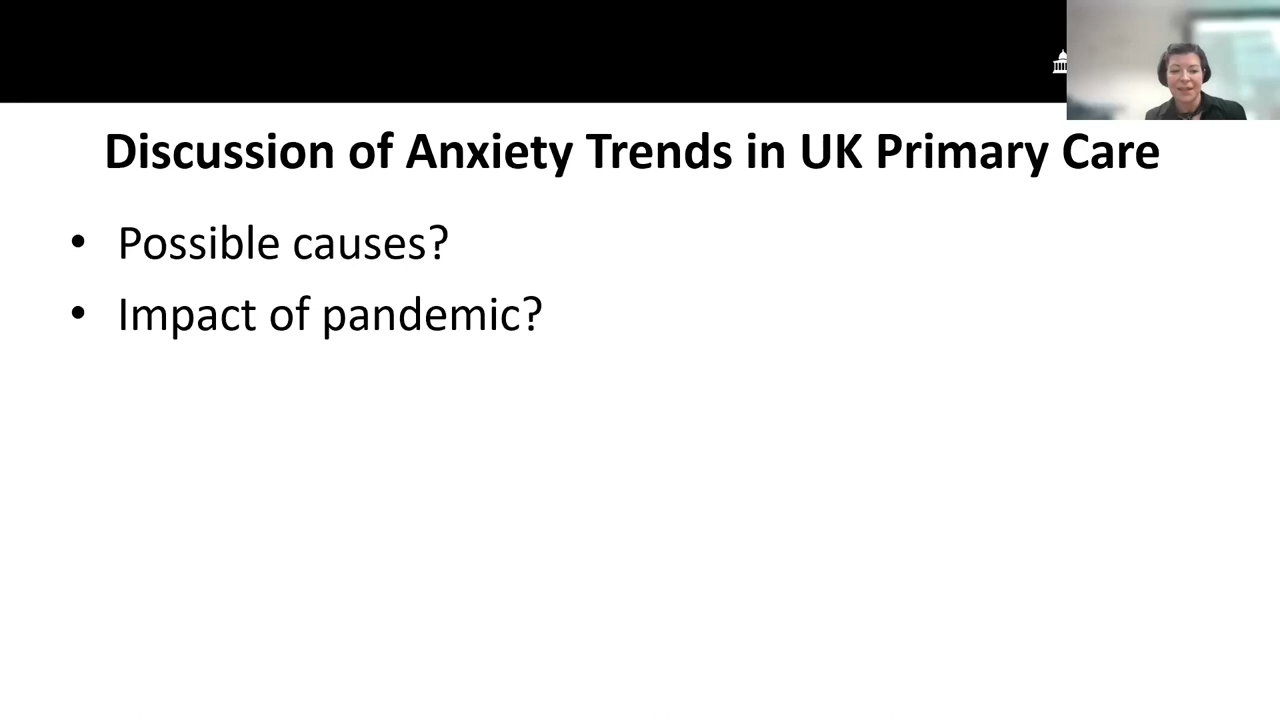 Discussion of Anxiety Trends in UK Primary Care
• Possible causes?
• Impact of pandemic?